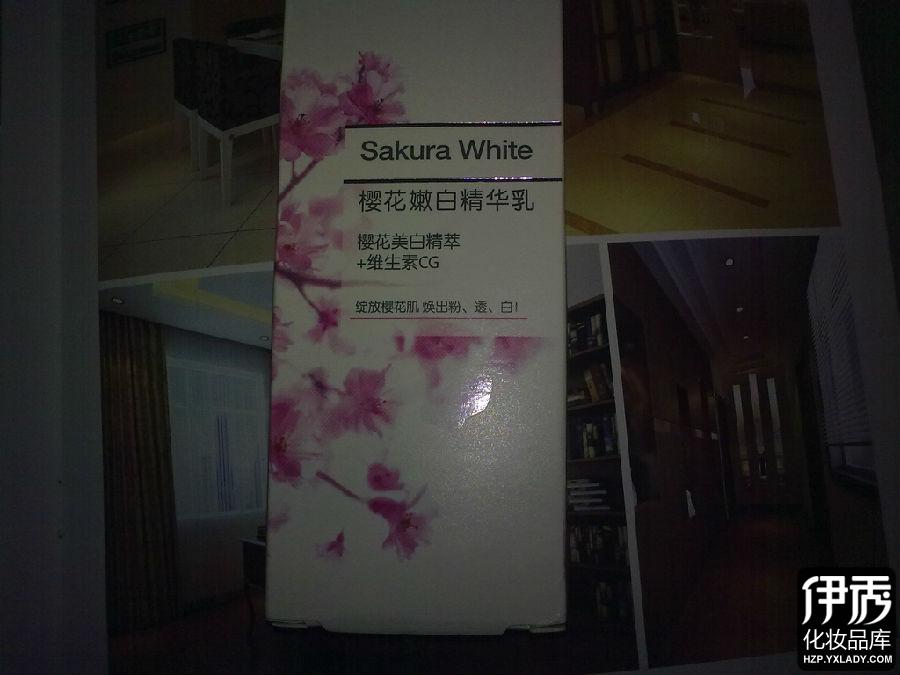 Sakura White
樱花嫩白精华乳
樱花美白精萃
+维生素CG
绽放樱花肌 焕出粉、透、白!
伊秀
化妆品库
HZP.YXLADY.COM